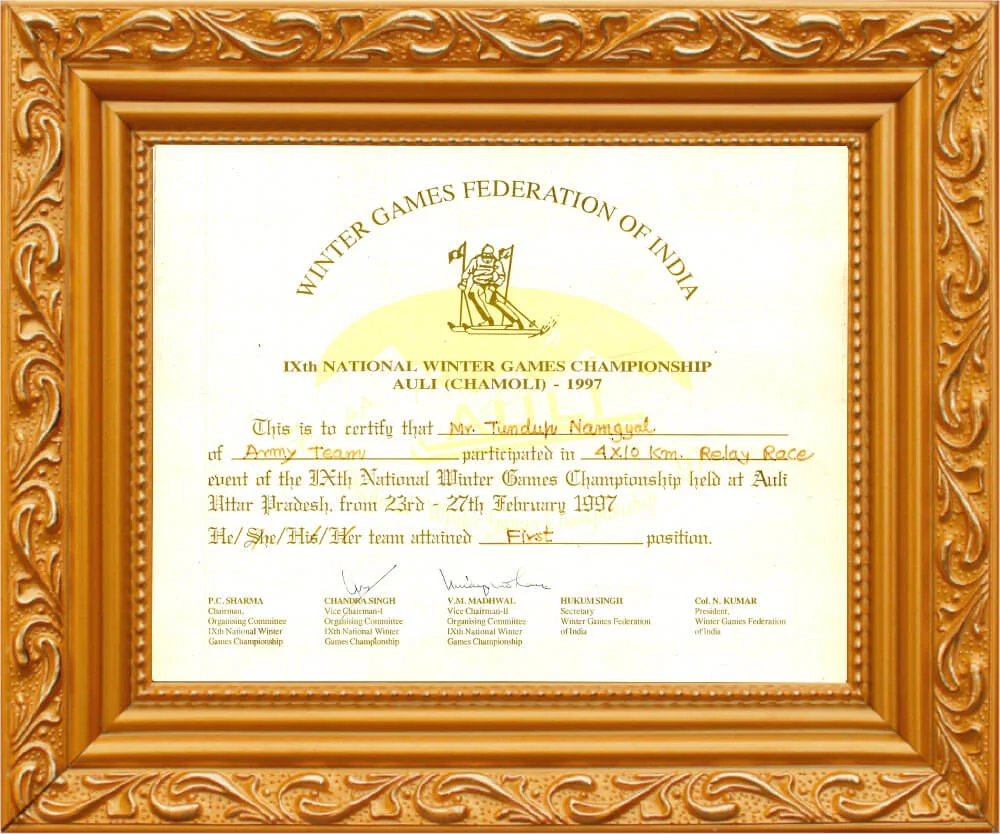 WINTER GAMES FEDERATION OF INDIA
IXth NATIONAL WINTER GAMES CHAMPIONSHIP
AULI (CHAMOLI) - 1997
AULI
This is to certify that Mr. Tundup Namgyal
of Army Team participated in 4x10 Km. Relay Race
event of the IXth National Winter Games Championship held at Auli
Uttar Pradesh, from 23rd - 27th February 1997
He/She/His/Her team attained First position.
P.C. SHARMA
Chairman,
Organising Committee
IXth National Winter
Games Championship
CHANDRA SINGH
Vice Chairman-I
Organising Committee
IXth National Winter
Games Championship
V.M. MADHWAL
Vice Chairman-II
Organising Committee
IXth National Winter
Games Championship
HUKUM SINGH
Secretary
Winter Games Federation
of India
Col. N. KUMAR
President,
Winter Games Federation
of India